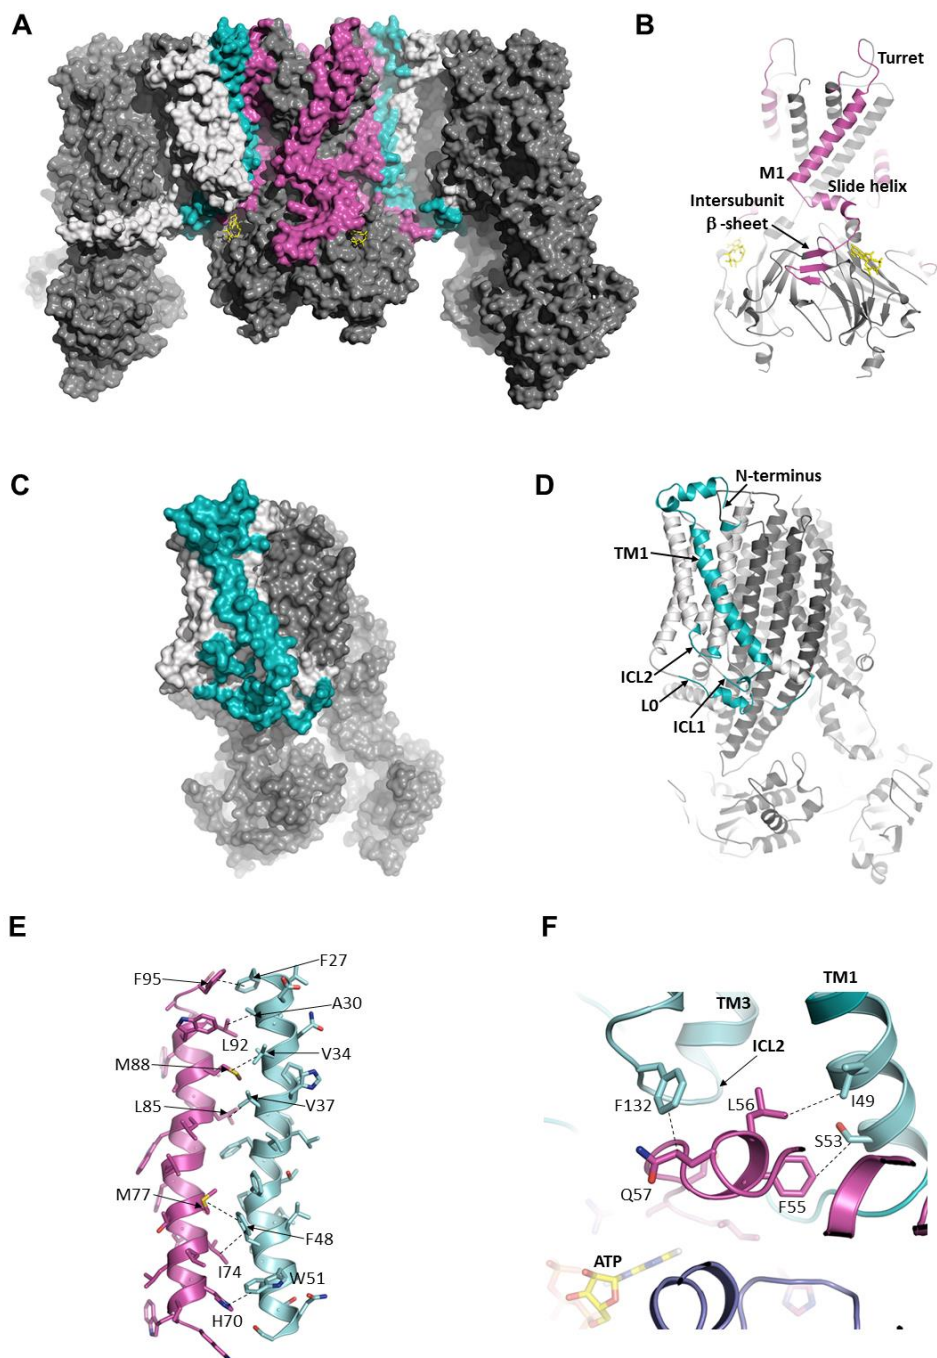 A
B
Turret
M1
Slide helix
Intersubunit
β -sheet
C
D
N-terminus
TM1
ICL2
L0
ICL1
E
F
F95
F27
A30
L92
M88
V34
L85
V37
M77
F48
I74
W51
H70
TM3
TM1
ICL2
F132
L56
I49
S53
Q57
F55
ATP